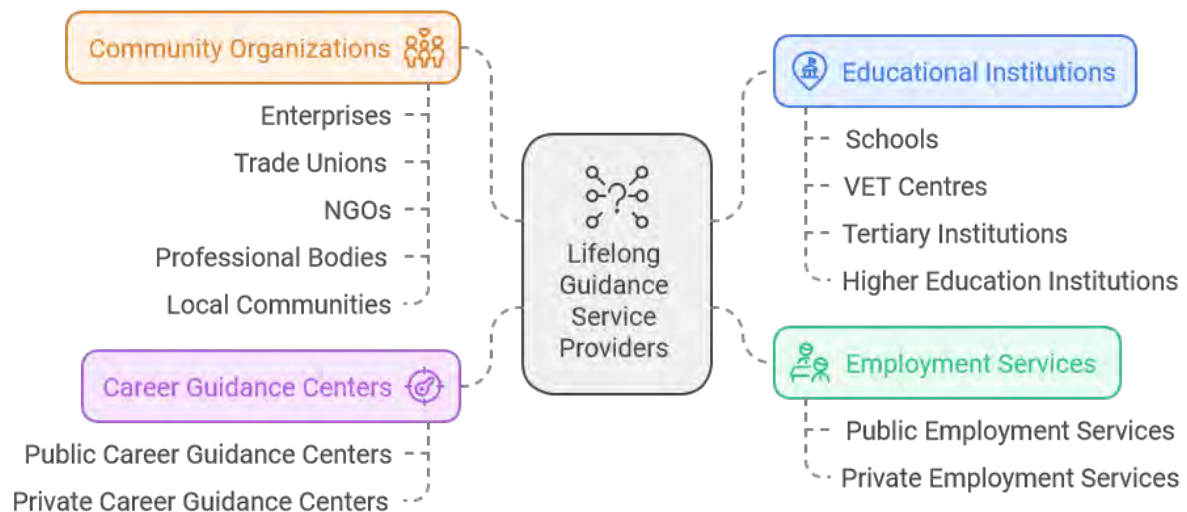 Community Organizations
Enterprises
Trade Unions
NGOs
Professional Bodies
Local Communities
Career Guidance Centers
Public Career Guidance Centers
Private Career Guidance Centers
Lifelong
Guidance
Service
Providers
Educational Institutions
Schools
VET Centres
Tertiary Institutions
Higher Education Institutions
Employment Services
Public Employment Services
Private Employment Services